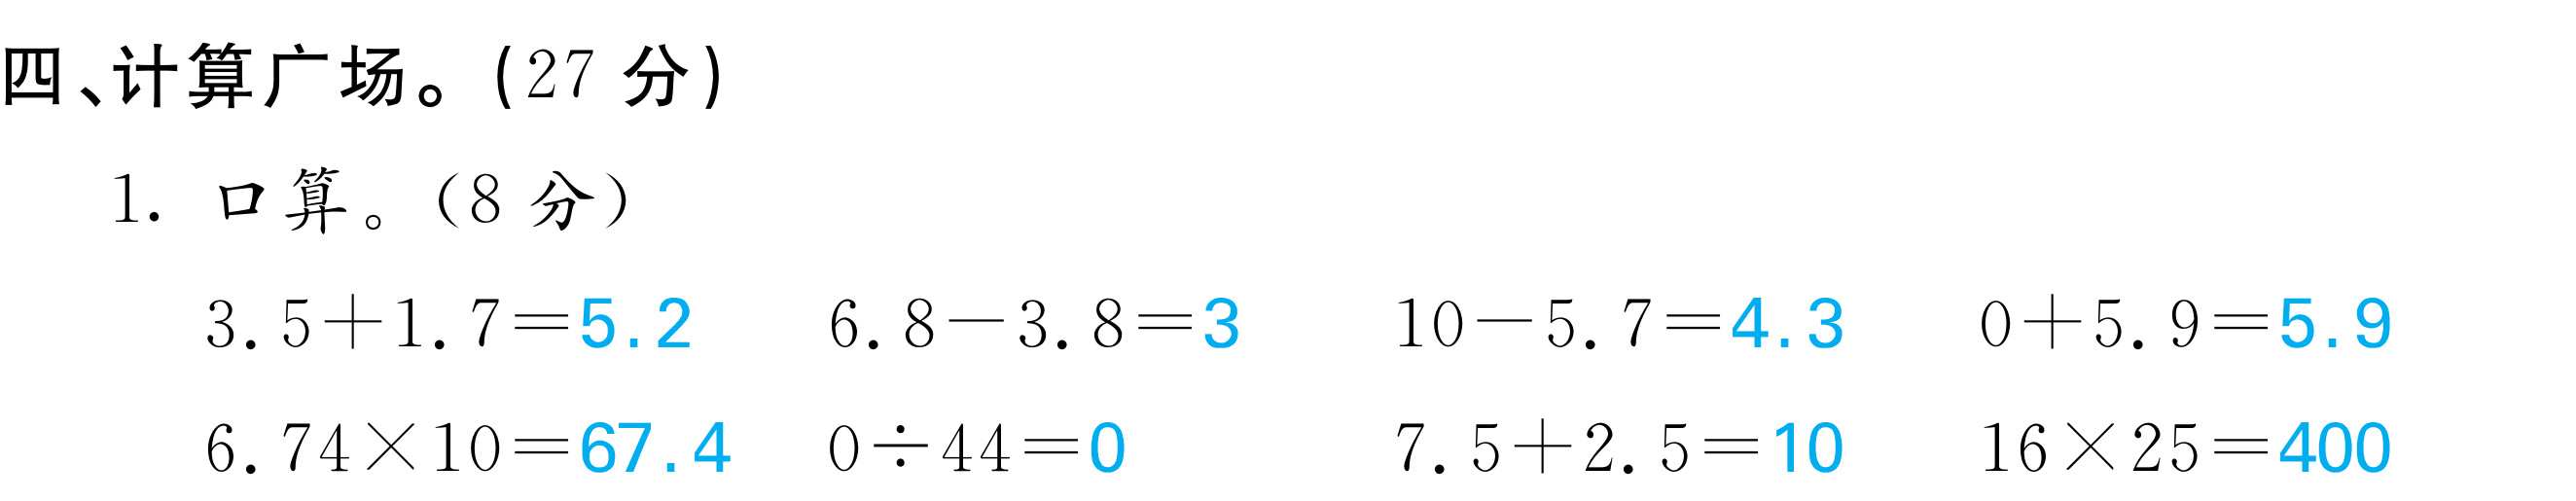 四、计算广场。(27 分)
1. 口算。(8 分)
3.5+1.7=5.2 6.8-3.8=3 10-5.7=4.3 0+5.9=5.9
6.74×10=67.4 0÷44=0 7.5+2.5=10 16×25=400